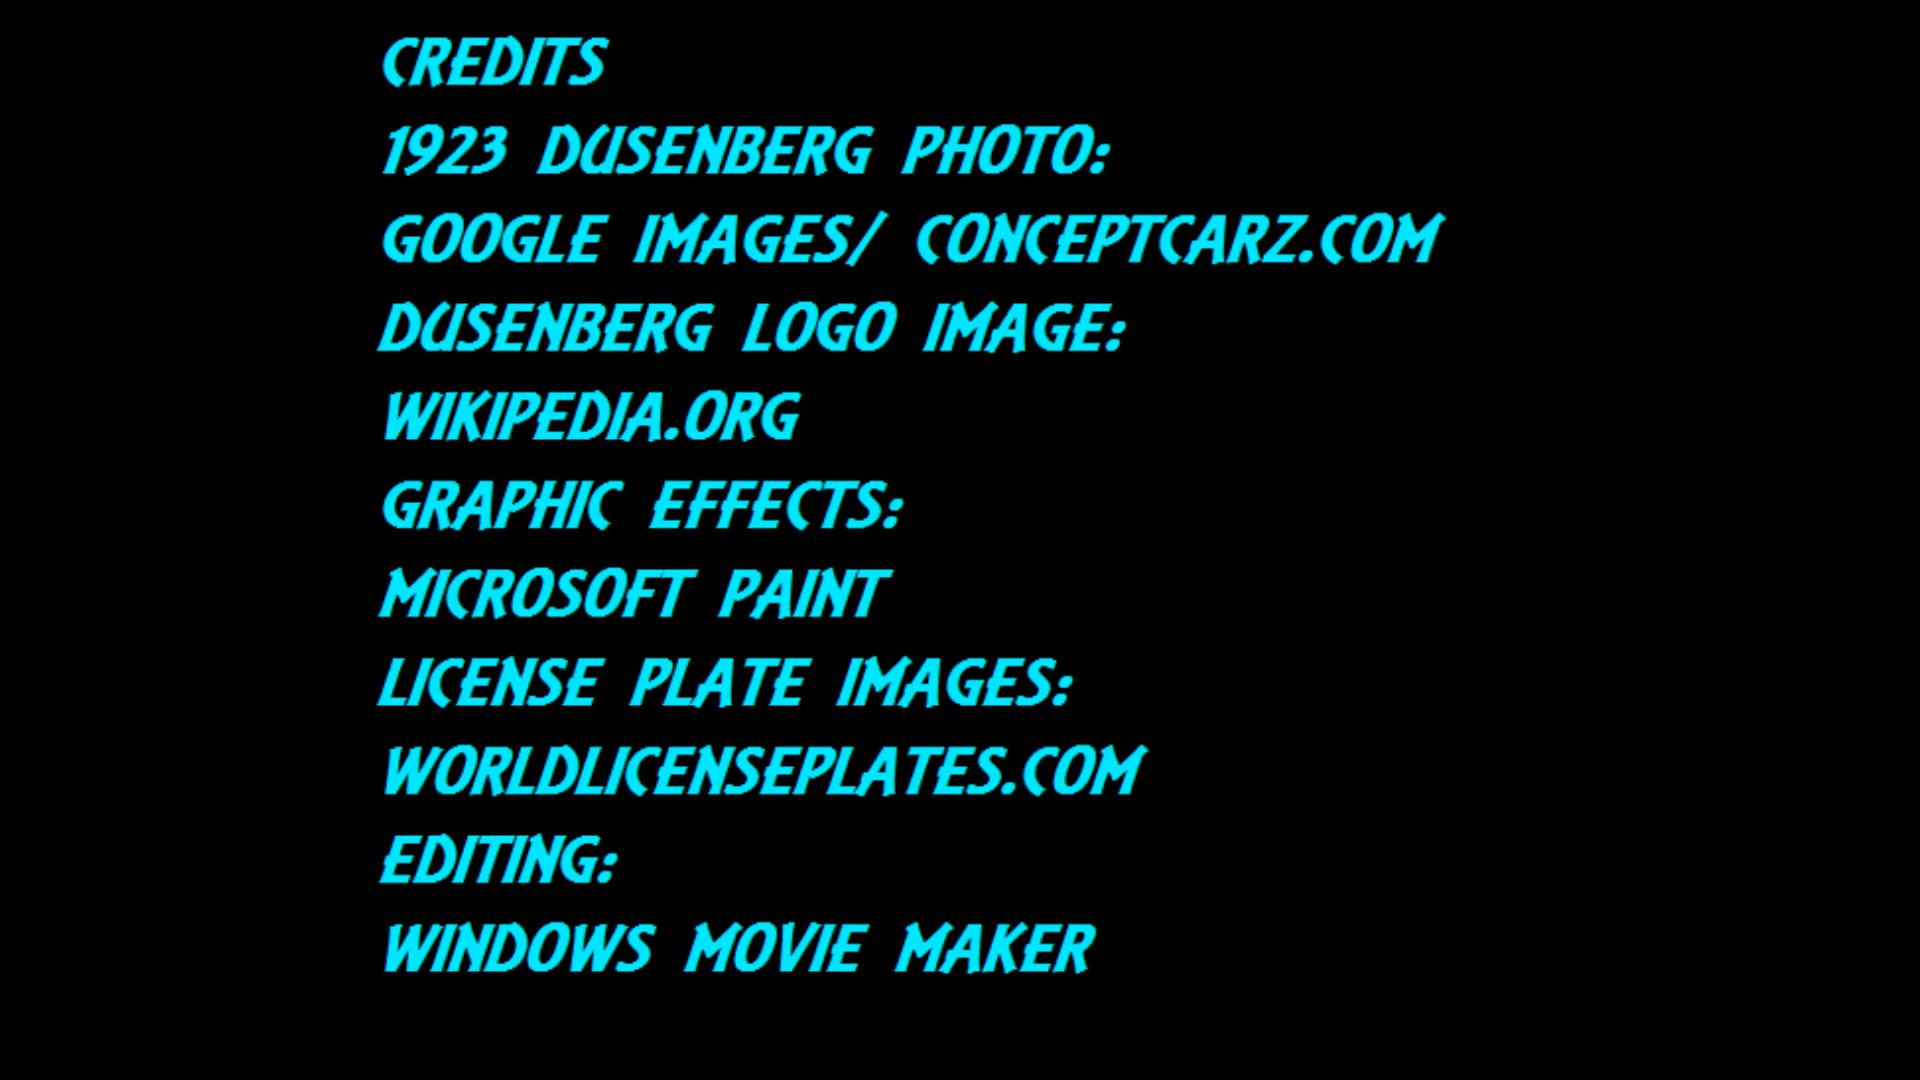 CREDITS
1923 DUSENBERG PHOTO:
GOOGLE IMAGES/ CONCEPTCARZ.COM
DUSENBERG LOGO IMAGE:
WIKIPEDIA.ORG
GRAPHIC EFFECTS:
MICROSOFT PAINT
LICENSE PLATE IMAGES:
WORLDLICENSEPLATES.COM
EDITING:
WINDOWS MOVIE MAKER